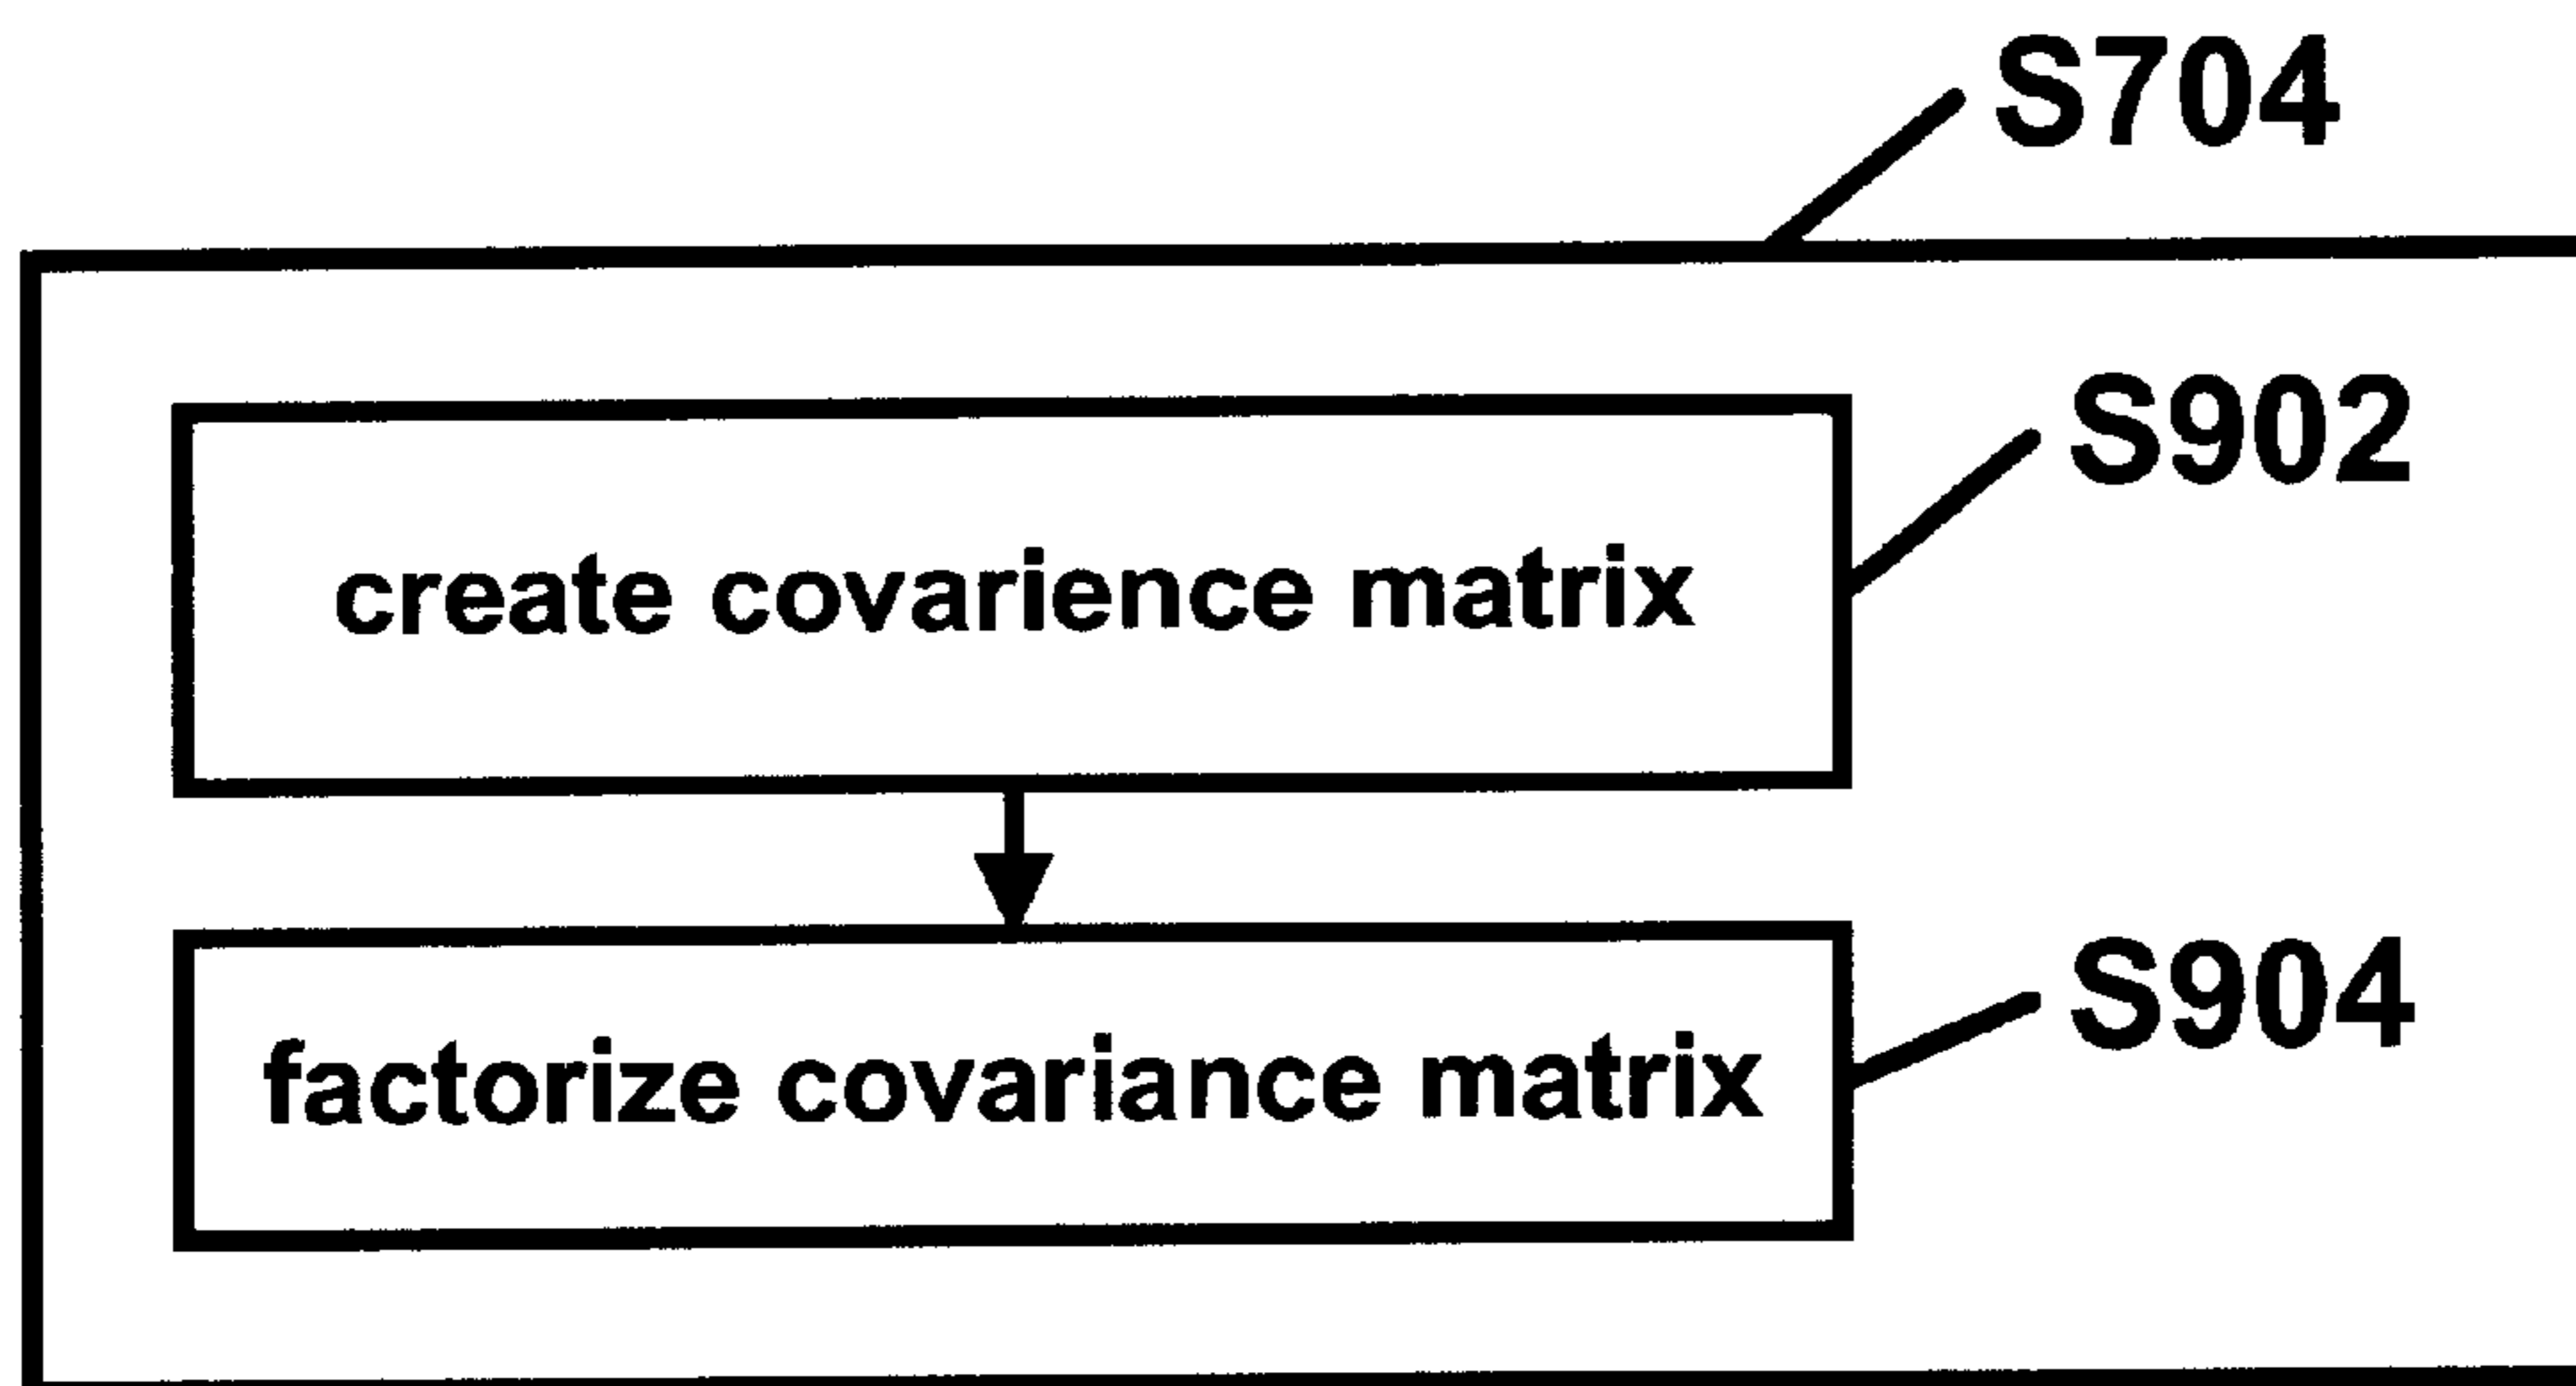 S704
S902
create covarience matrix
S904
factorize covariance matrix